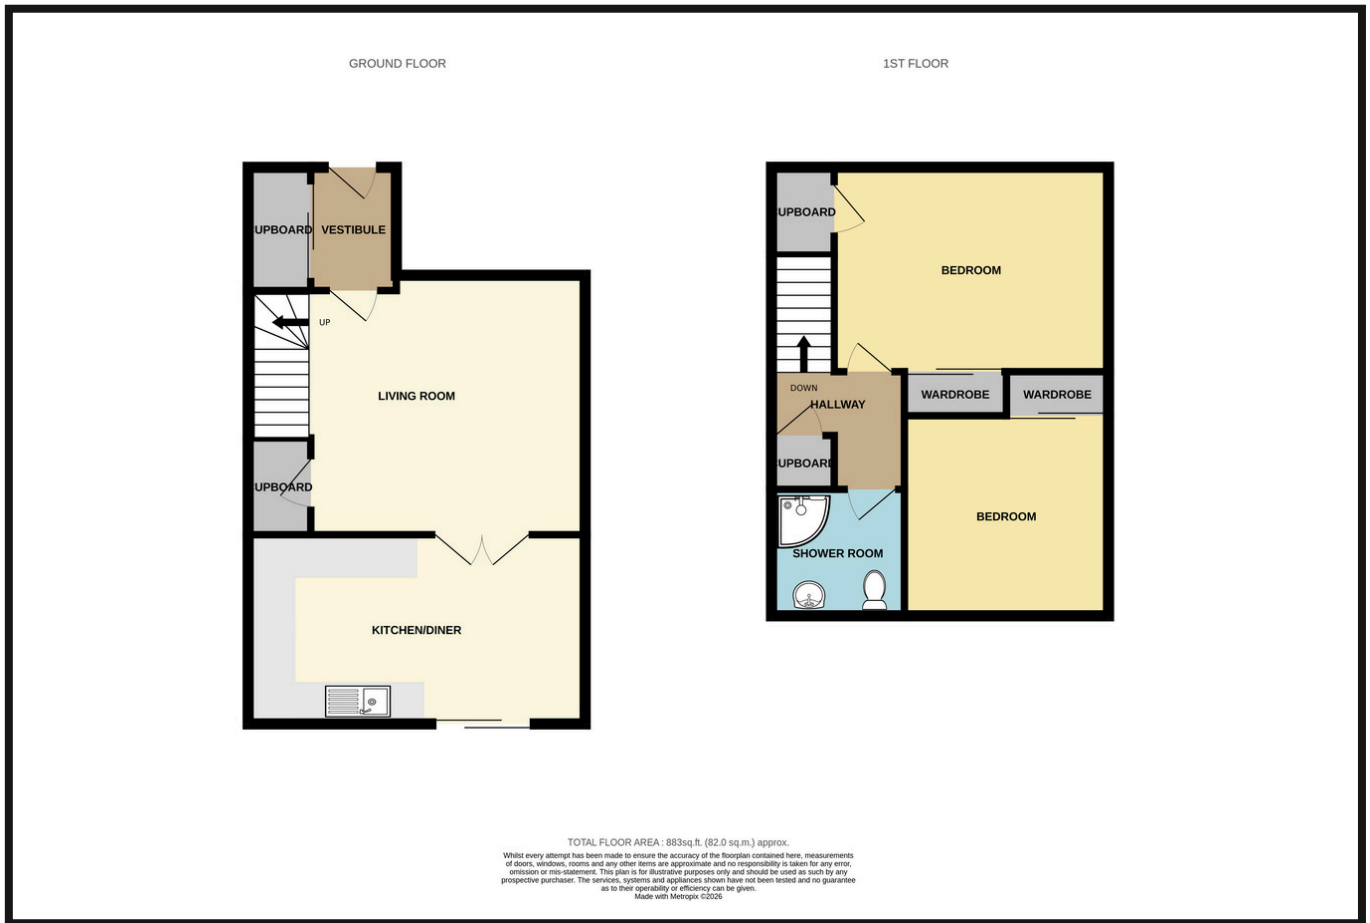 GROUND FLOOR
1ST FLOOR
UPBOARD
VESTIBULE
UP
LIVING ROOM
UPBOARD
KITCHEN/DINER
UPBOARD
BEDROOM
DOWN
HALLWAY
WARDROBE
WARDROBE
UPBOARD
BEDROOM
SHOWER ROOM
TOTAL FLOOR AREA : 883sq.ft. (82.0 sq.m.) approx.
Whilst every attempt has been made to ensure the accuracy of the floorplan contained here, measurements
of doors, windows, rooms and any other items are approximate and no responsibility is taken for any error,
omission or mis-statement. This plan is for illustrative purposes only and should be used as such by any
prospective purchaser. The services, systems and appliances shown have not been tested and no guarantee
as to their operability or efficiency can be given.
Made with Metropix ©2026